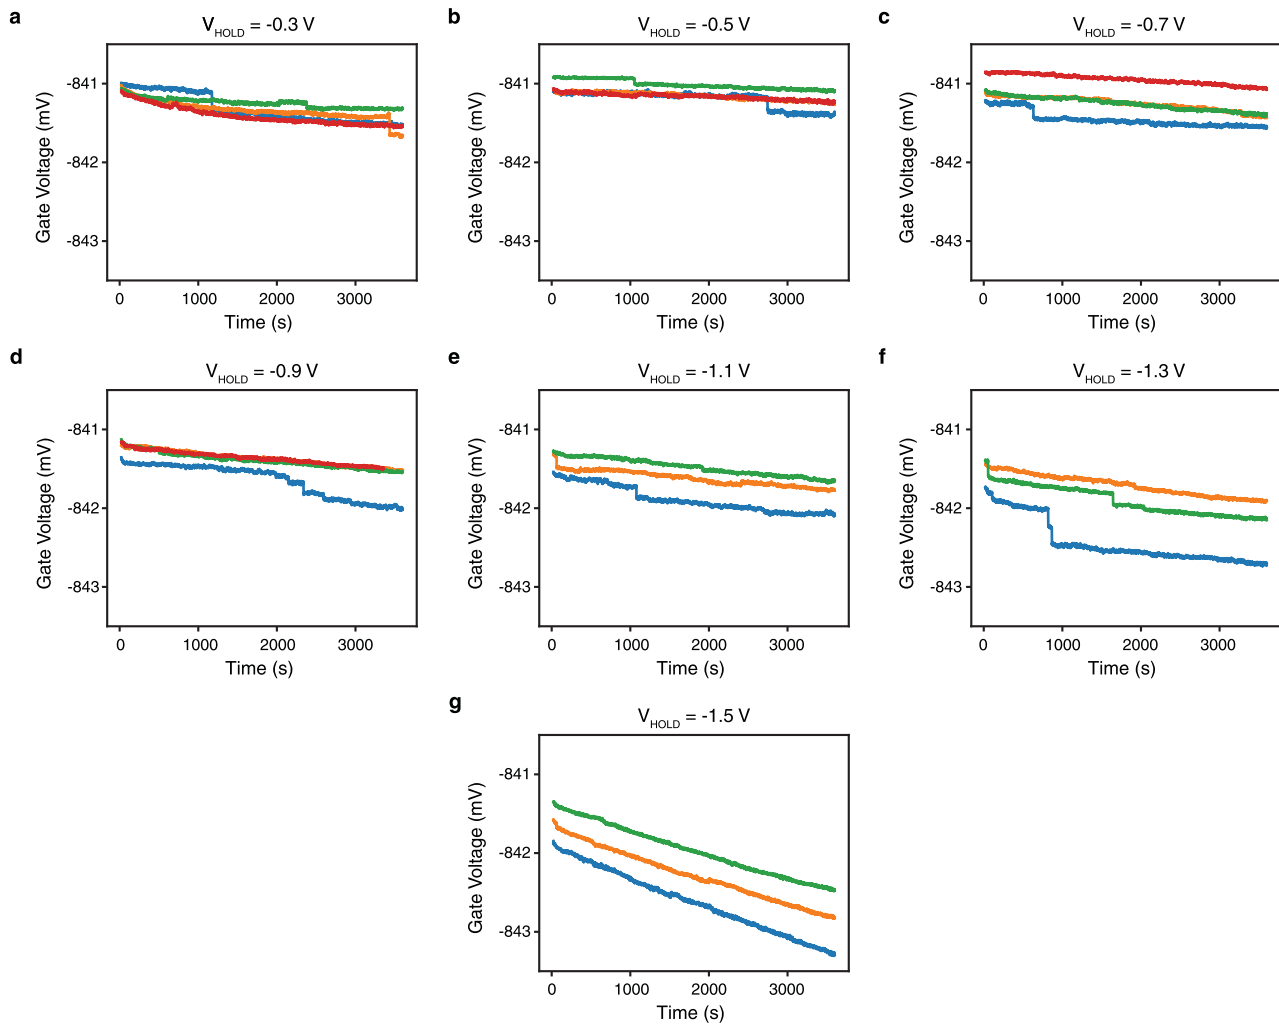 a
V_HOLD = -0.3 V
-841
-842
-843
Gate Voltage (mV)
0 1000 2000 3000
Time (s)
b
V_HOLD = -0.5 V
-841
-842
-843
Gate Voltage (mV)
0 1000 2000 3000
Time (s)
c
V_HOLD = -0.7 V
-841
-842
-843
Gate Voltage (mV)
0 1000 2000 3000
Time (s)
d
V_HOLD = -0.9 V
-841
-842
-843
Gate Voltage (mV)
0 1000 2000 3000
Time (s)
e
V_HOLD = -1.1 V
-841
-842
-843
Gate Voltage (mV)
0 1000 2000 3000
Time (s)
f
V_HOLD = -1.3 V
-841
-842
-843
Gate Voltage (mV)
0 1000 2000 3000
Time (s)
g
V_HOLD = -1.5 V
-841
-842
-843
Gate Voltage (mV)
0 1000 2000 3000
Time (s)